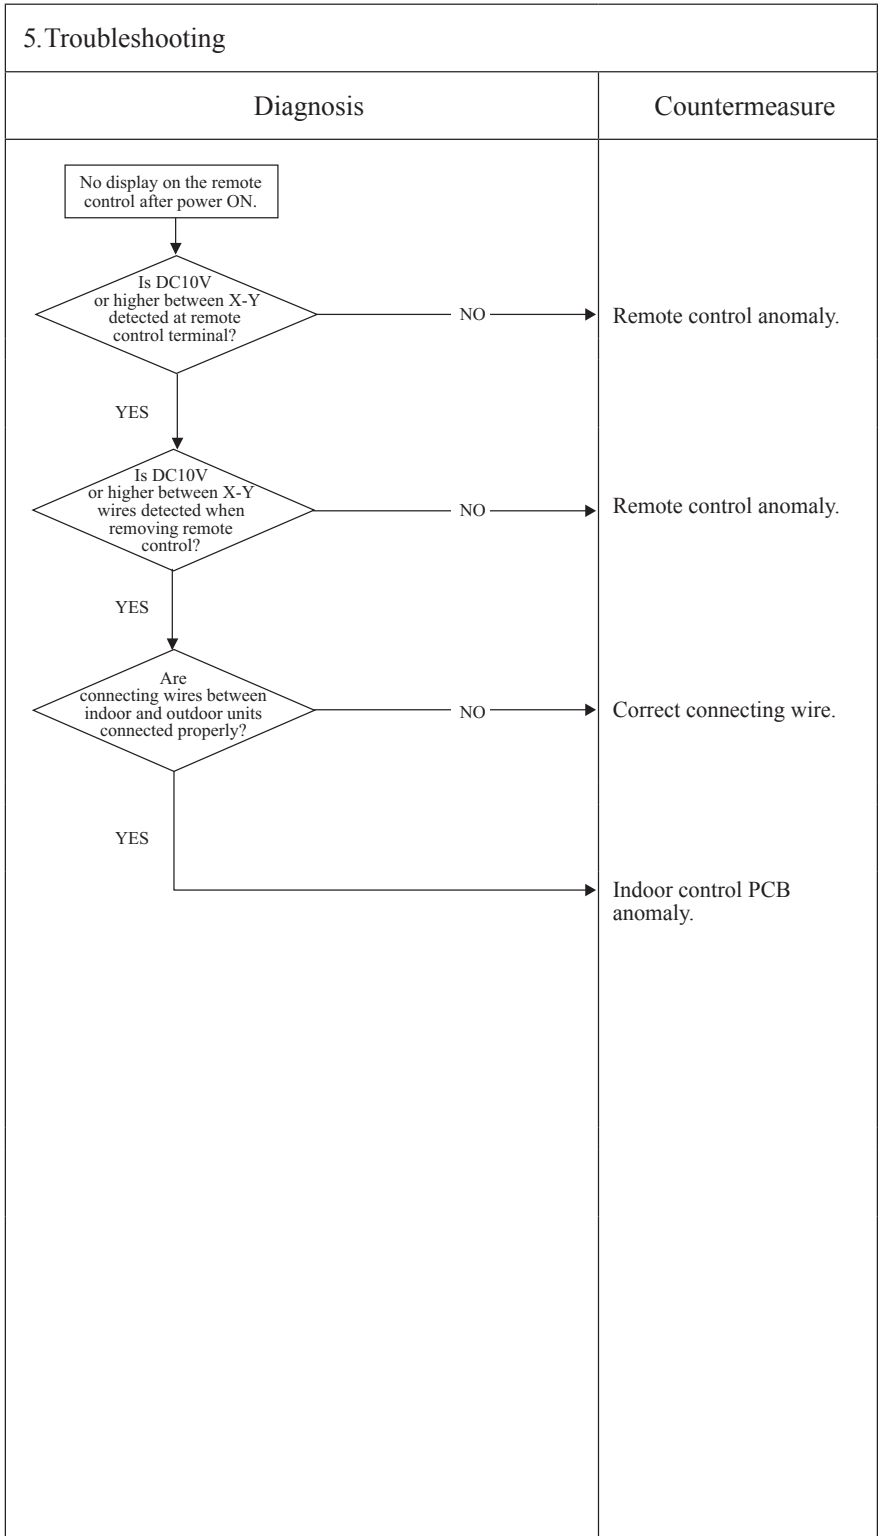 5.Troubleshooting
Diagnosis
Countermeasure
No display on the remote
control after power ON.
Is DC10V
or higher between X-Y
detected at remote
control terminal?
NO
Remote control anomaly.
YES
Is DC10V
or higher between X-Y
wires detected when
removing remote
control?
NO
Remote control anomaly.
YES
Are
connecting wires between
indoor and outdoor units
connected properly?
NO
Correct connecting wire.
YES
Indoor control PCB
anomaly.